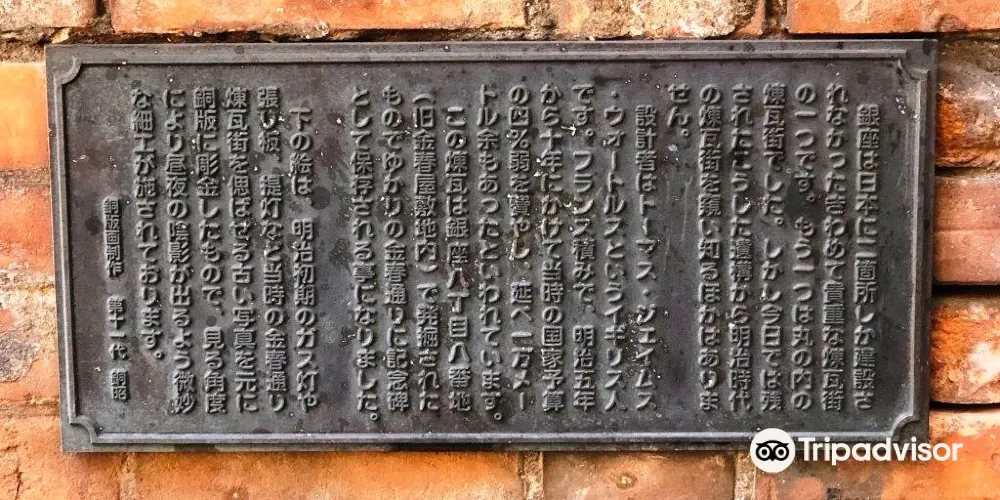 銀座は日本に二箇所しか建設さ
れなかったきわめて貴重な煉瓦街
の一つです。もう一つは丸の内の
煉瓦街でした。しかし今日では残
されたこうした遺構から明治時代
の煉瓦街を窺い知るほかはありま
せん。
設計者はトーマス・ジェイムス
・ウォートルスというイギリス人
です。フランス積みで、明治五年
から十年にかけて当時の国家予算
の四%弱を費やし、延べ一万メー
ドル余もあったといわれています。
この煉瓦は銀座八丁目八番地
(旧金春屋敷地内)で発掘された
ものでゆかりの金春通りに記念碑
として保存される事になりました。
下の絵は、明治初期のガス灯や
張り板、提灯など当時の金春通り
煉瓦街を偲ばせる古い写真を元に
銅版に彫金したもので、見る角度
により昼夜の陰影が出るよう微妙
な細工が施されております。
銅版画制作 第十一代 銅昭
Tripadvisor